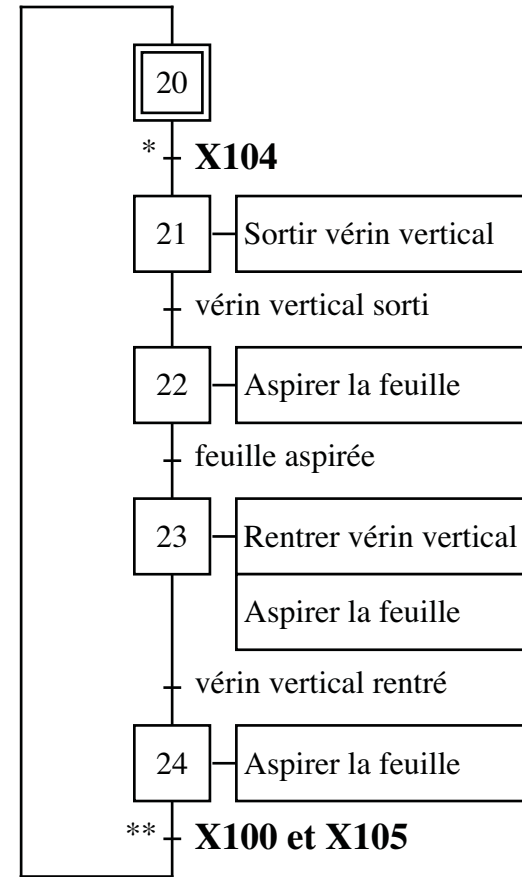 20
* X104
21 Sortir vérin vertical
vérin vertical sorti
22 Aspirer la feuille
feuille aspirée
23 Rentrer vérin vertical
Aspirer la feuille
vérin vertical rentré
24 Aspirer la feuille
** X100 et X105